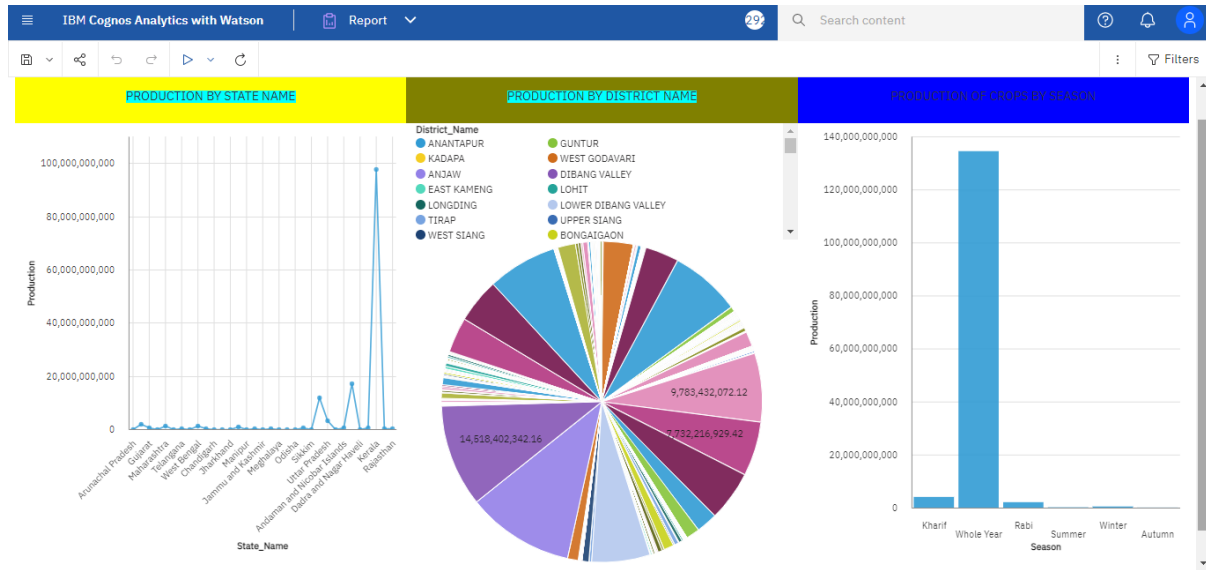 IBM Cognos Analytics with Watson
Report
292
Search content
Filters
PRODUCTION BY STATE NAME
PRODUCTION BY DISTRICT NAME
PRODUCTION OF CROPS BY SEASON
100,000,000,000
80,000,000,000
60,000,000,000
40,000,000,000
20,000,000,000
0
Production
Arunachal Pradesh
Gujarat
Maharashtra
Telangana
West Bengal
Chandigarh
Jharkhand
Manipur
Jammu and Kashmir
Meghalaya
Odisha
Sikkim
Uttar Pradesh
Andaman and Nicobar Islands
Dadra and Nagar Haveli
Kerala
Rajasthan
State_Name
District_Name
ANANTAPUR
GUNTUR
KADAPA
WEST GODAVARI
ANJAW
DIBANG VALLEY
EAST KAMENG
LOHIT
LONGDING
LOWER DIBANG VALLEY
TIRAP
UPPER SIANG
WEST SIANG
BONGAIGAON
9,783,432,072.12
7,732,216,929.42
14,518,402,342.16
140,000,000,000
120,000,000,000
100,000,000,000
80,000,000,000
60,000,000,000
40,000,000,000
20,000,000,000
0
Production
Kharif
Whole Year
Rabi
Summer
Winter
Autumn
Season